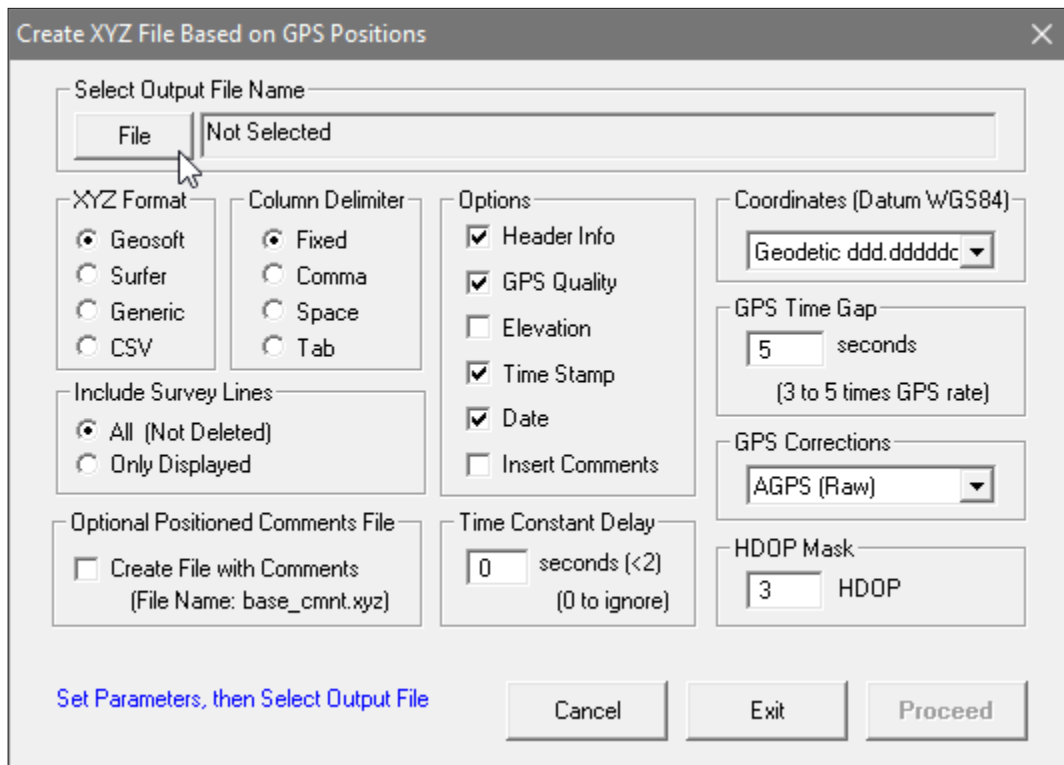 Create XYZ File Based on GPS Positions
Select Output File Name
File
Not Selected
XYZ Format
Geosoft
Surfer
Generic
CSV
Column Delimiter
Fixed
Comma
Space
Tab
Include Survey Lines
All (Not Deleted)
Only Displayed
Optional Positioned Comments File
Create File with Comments
(File Name: base_cmnt.xyz)
Options
Header Info
GPS Quality
Elevation
Time Stamp
Date
Insert Comments
Time Constant Delay
0 seconds (<2)
(0 to ignore)
Coordinates (Datum WGS84)
Geodetic ddd.dddddc
GPS Time Gap
5 seconds
(3 to 5 times GPS rate)
GPS Corrections
AGPS (Raw)
HDOP Mask
3 HDOP
Set Parameters, then Select Output File
Cancel
Exit
Proceed